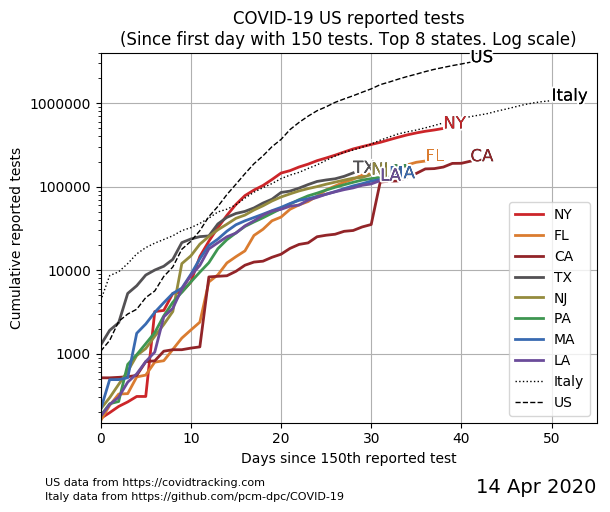 COVID-19 US reported tests
(Since first day with 150 tests. Top 8 states. Log scale)
US
Italy
1000000
NY
FL
CA
TX
NJ
PA
MA
LA
100000
10000
1000
Cumulative reported tests
NY
FL
CA
TX
NJ
PA
MA
LA
Italy
US
0 10 20 30 40 50
Days since 150th reported test
US data from https://covidtracking.com
Italy data from https://github.com/pcm-dpc/COVID-19
14 Apr 2020